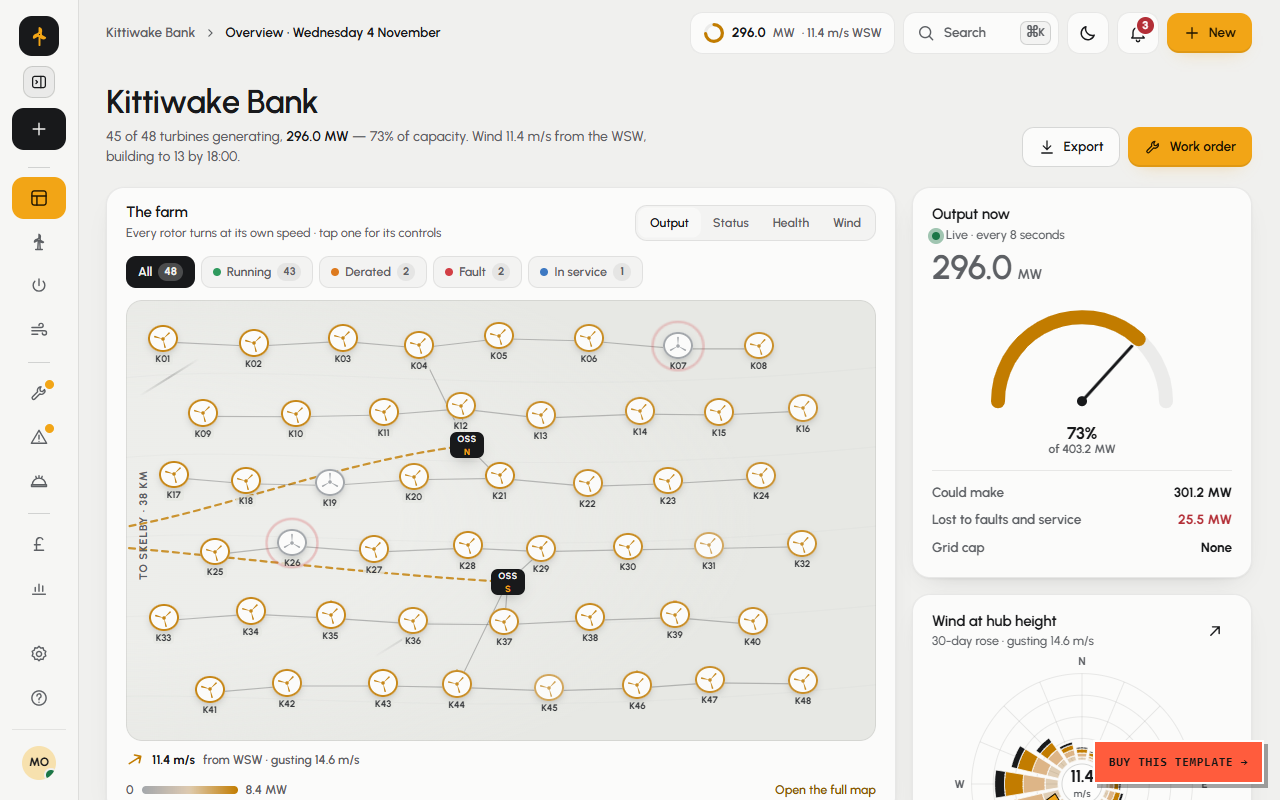 Kittiwake Bank > Overview · Wednesday 4 November
296.0 MW · 11.4 m/s WSW
Search ⌘K
3
+ New
Kittiwake Bank
45 of 48 turbines generating, 296.0 MW — 73% of capacity. Wind 11.4 m/s from the WSW,
building to 13 by 18:00.
Export
Work order
The farm
Every rotor turns at its own speed · tap one for its controls
Output Status Health Wind
All 48 Running 43 Derated 2 Fault 2 In service 1
K01 K02 K03 K04 K05 K06 K07 K08
K09 K10 K11 K12 K13 K14 K15 K16
OSS
N
K17 K18 K19 K20 K21 K22 K23 K24
TO SKELBY · 38 KM
K25 K26 K27 K28 K29 K30 K31 K32
OSS
S
K33 K34 K35 K36 K37 K38 K39 K40
K41 K42 K43 K44 K45 K46 K47 K48
11.4 m/s from WSW · gusting 14.6 m/s
0 8.4 MW
Open the full map
Output now
Live · every 8 seconds
296.0 MW
73%
of 403.2 MW
Could make 301.2 MW
Lost to faults and service 25.5 MW
Grid cap None
Wind at hub height
30-day rose · gusting 14.6 m/s
N
W
11.4
m/s
BUY THIS TEMPLATE →
£
MO